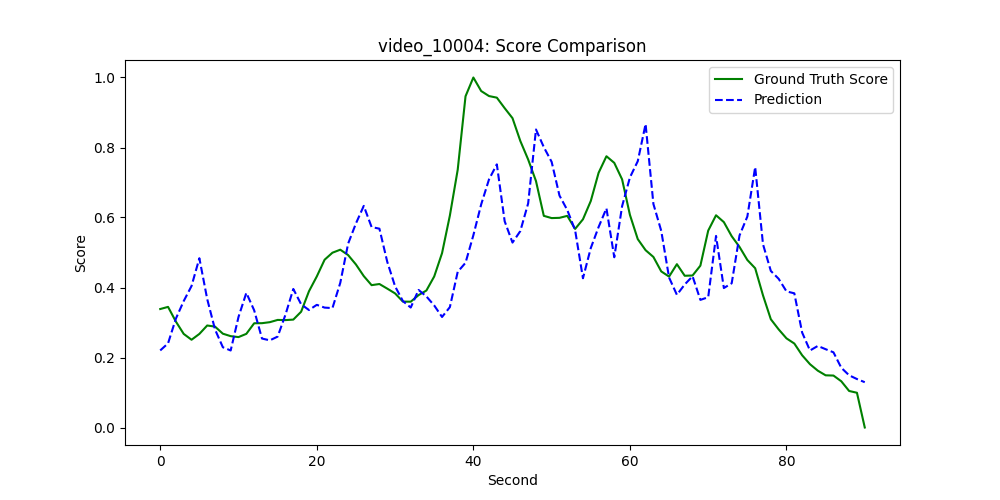 video_10004: Score Comparison
Ground Truth Score
Prediction
Score
1.0
0.8
0.6
0.4
0.2
0.0
0 20 40 60 80
Second